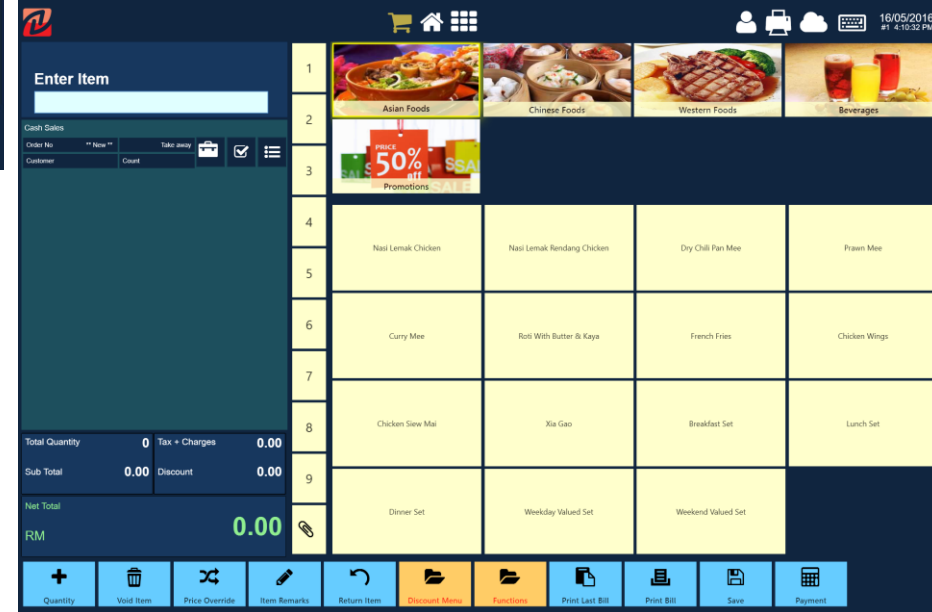 16/05/2016
#1 4:10:32 PM
Enter Item
Cash Sales
Order No ** New ** Take away
Customer Count
Total Quantity 0 Tax + Charges 0.00
Sub Total 0.00 Discount 0.00
Net Total
RM 0.00
1
2
3
4
5
6
7
8
9
Asian Foods Chinese Foods Western Foods Beverages
PRICE
50%
off
SALE
Promotions
Nasi Lemak Chicken Nasi Lemak Rendang Chicken Dry Chili Pan Mee Prawn Mee
Curry Mee Roti With Butter & Kaya French Fries Chicken Wings
Chicken Siew Mai Xia Gao Breakfast Set Lunch Set
Dinner Set Weekday Valued Set Weekend Valued Set
Quantity Void Item Price Override Item Remarks Return Item Discount Menu Functions Print Last Bill Print Bill Save Payment